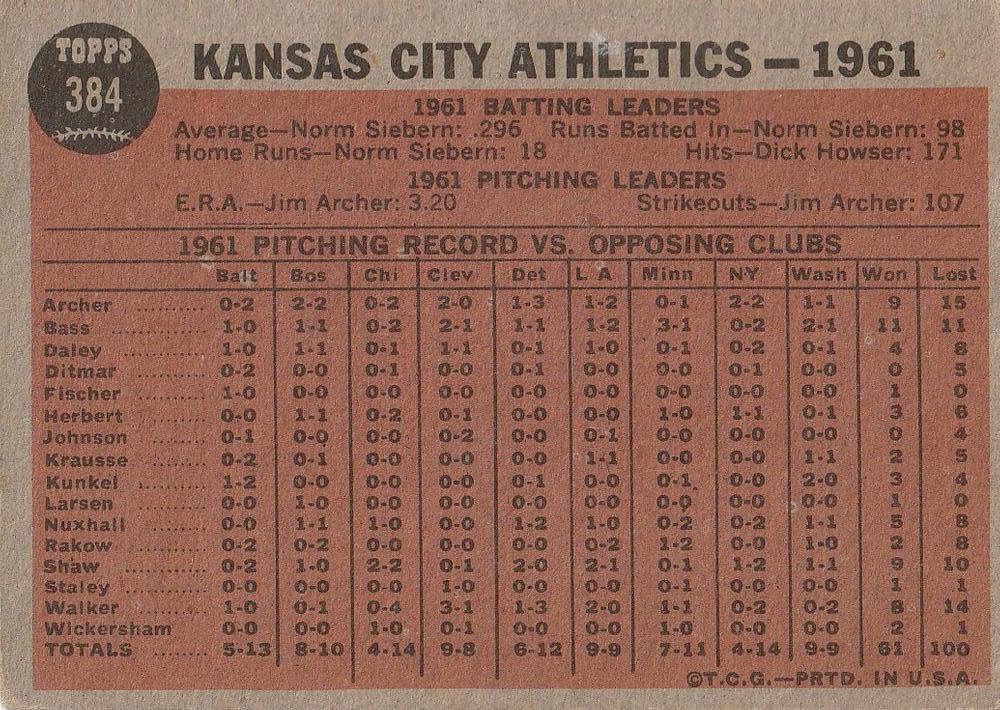 TOPPS
384
KANSAS CITY ATHLETICS — 1961
1961 BATTING LEADERS
Average—Norm Siebern: .296 Runs Batted In—Norm Siebern: 98
Home Runs—Norm Siebern: 18 Hits—Dick Howser: 171
1961 PITCHING LEADERS
E.R.A.—Jim Archer: 3.20 Strikeouts—Jim Archer: 107
1961 PITCHING RECORD VS. OPPOSING CLUBS
Balt Bos Chi Clev Det L A Minn NY Wash Won Lost
Archer .......... 0-2 2-2 0-2 2-0 1-3 1-2 0-1 2-2 1-1 9 15
Bass ............. 1-0 1-1 0-2 2-1 1-1 1-2 3-1 0-2 2-1 11 11
Daley ............ 1-0 1-1 0-1 1-1 0-1 1-0 0-1 0-2 0-1 4 8
Ditmar .......... 0-2 0-0 0-1 0-0 0-1 0-0 0-0 0-1 0-0 0 5
Fischer .......... 1-0 0-0 0-0 0-0 0-0 0-0 0-0 0-0 0-0 1 0
Herbert .......... 0-0 1-1 0-2 0-1 0-0 0-0 1-0 1-1 0-1 3 6
Johnson .......... 0-1 0-0 0-0 0-2 0-0 0-1 0-0 0-0 0-0 0 4
Krausse .......... 0-2 0-1 0-0 0-0 0-0 1-1 0-0 0-0 1-1 2 5
Kunkel .......... 1-2 0-0 0-0 0-0 0-1 0-0 0-1 0-0 2-0 3 4
Larsen .......... 0-0 1-0 0-0 0-0 0-0 0-0 0-0 0-0 0-0 1 0
Nuxhall .......... 0-0 1-1 1-0 0-0 1-2 1-0 0-2 0-2 1-1 5 8
Rakow .......... 0-2 0-2 0-0 0-0 0-0 0-2 1-2 0-0 1-0 2 8
Shaw ............ 0-2 1-0 2-2 0-1 2-0 2-1 0-1 1-2 1-1 9 10
Staley .......... 0-0 0-0 0-0 1-0 0-0 0-0 0-0 0-0 0-0 1 1
Walker .......... 1-0 0-1 0-4 3-1 1-3 2-0 1-1 0-2 0-2 8 14
Wickersham 0-0 0-0 1-0 0-1 0-0 0-0 1-0 0-0 0-0 2 1
TOTALS .......... 5-13 8-10 4-14 9-8 6-12 9-9 7-11 4-14 9-9 61 100
©T.C.G.—PRTD. IN U.S.A.